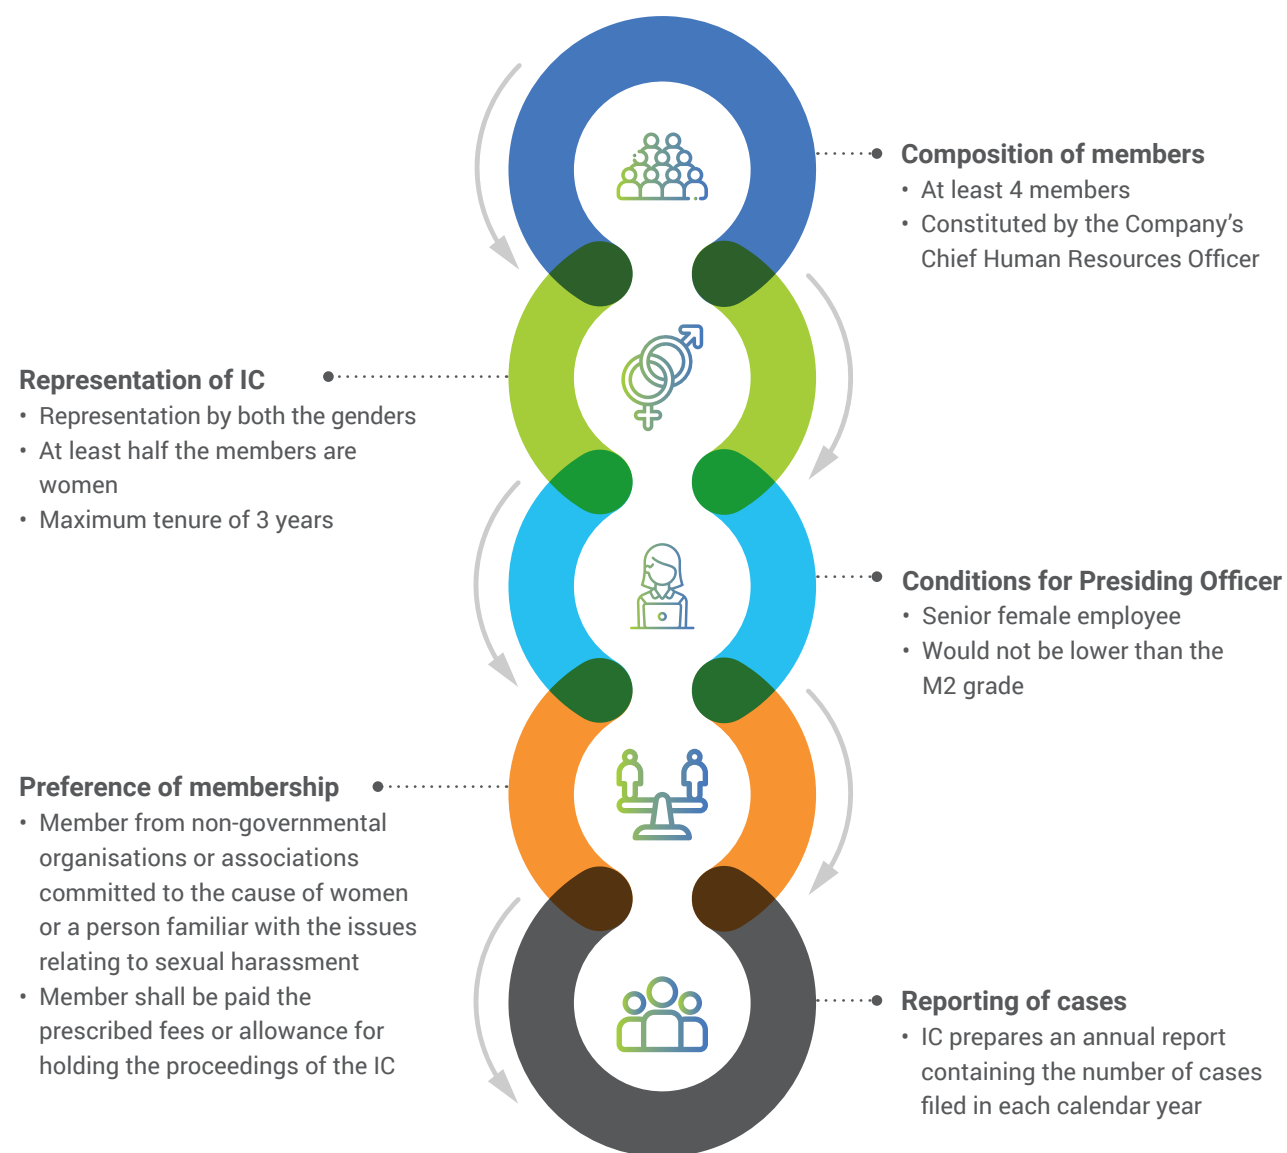 Composition of members
• At least 4 members
• Constituted by the Company’s
Chief Human Resources Officer
Representation of IC
• Representation by both the genders
• At least half the members are
women
• Maximum tenure of 3 years
Conditions for Presiding Officer
• Senior female employee
• Would not be lower than the
M2 grade
Preference of membership
• Member from non-governmental
organisations or associations
committed to the cause of women
or a person familiar with the issues
relating to sexual harassment
• Member shall be paid the
prescribed fees or allowance for
holding the proceedings of the IC
Reporting of cases
• IC prepares an annual report
containing the number of cases
filed in each calendar year